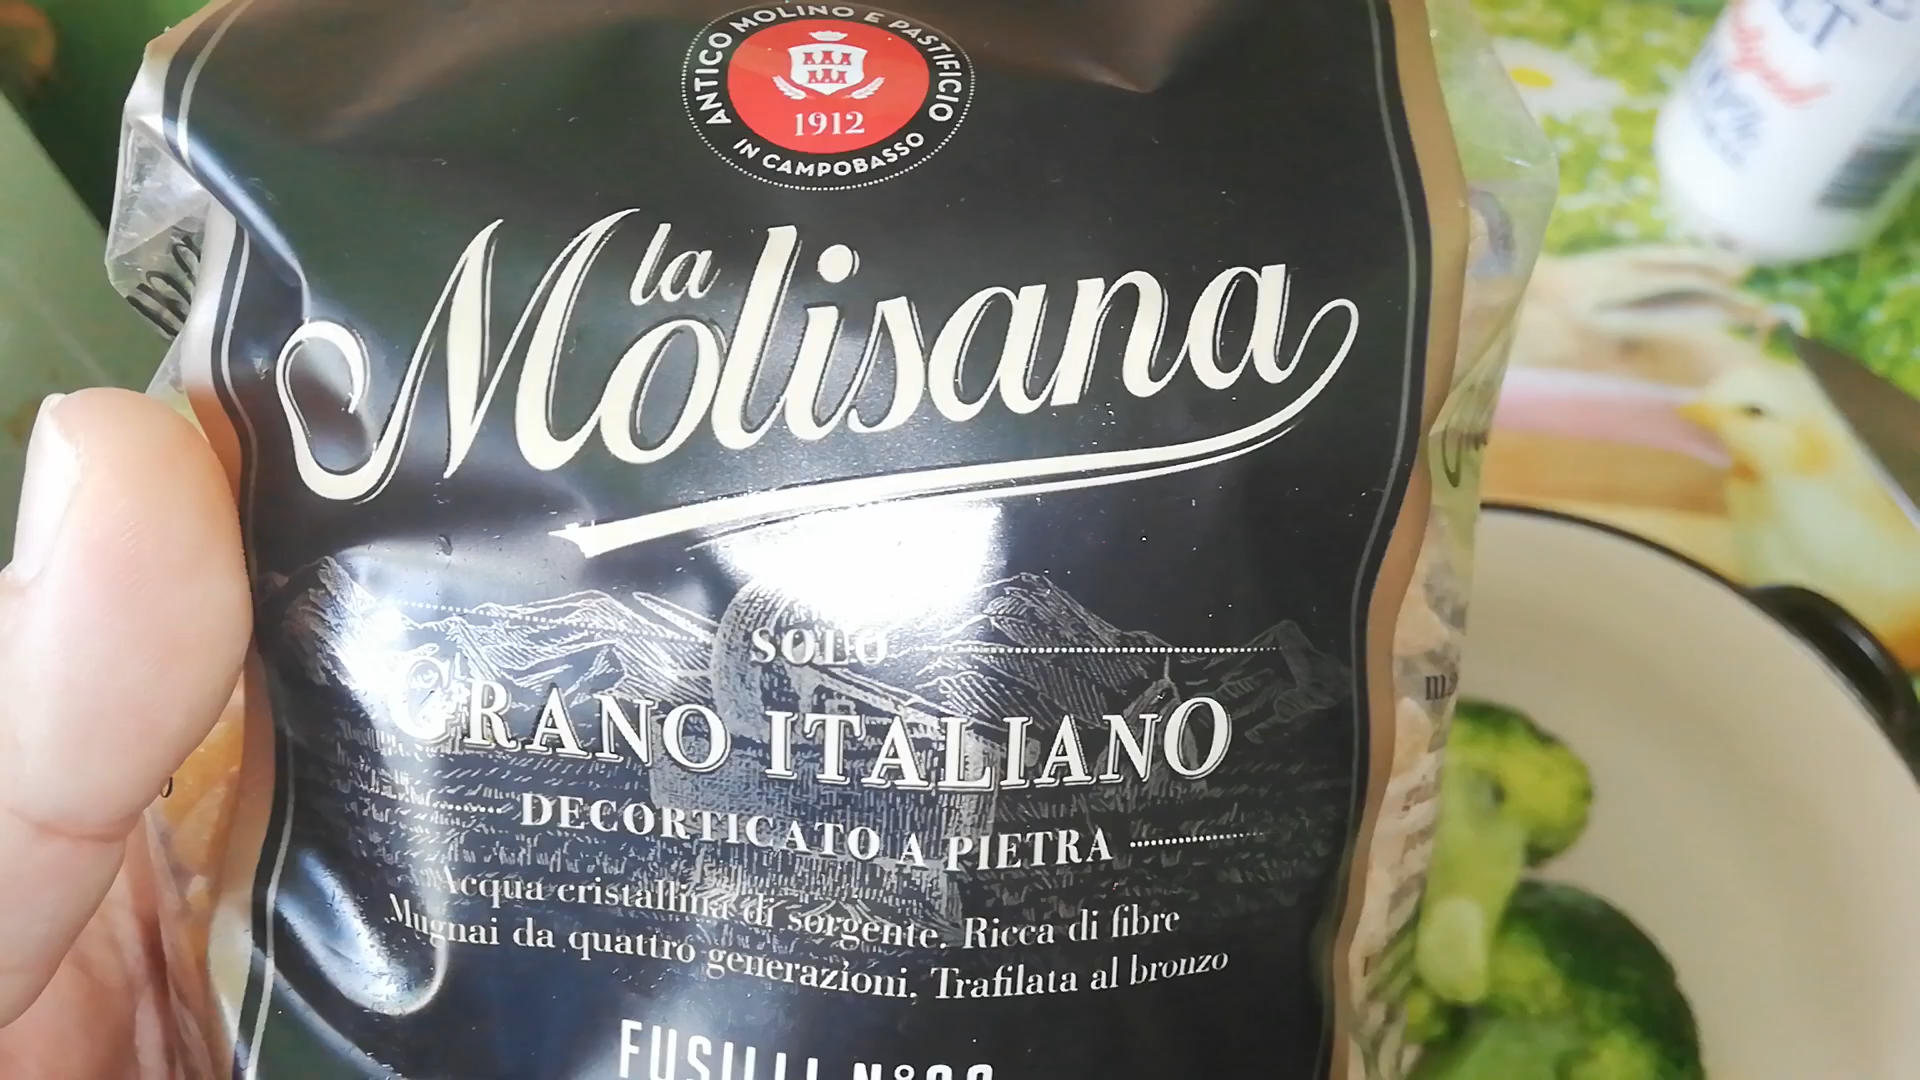 ANTICO MOLINO E PASTIFICIO
1912
IN CAMPOBASSO
la
Molisana
SOLO
GRANO ITALIANO
DECORTICATO A PIETRA
Acqua cristallina di sorgente. Ricca di fibre
Mugnai da quattro generazioni. Trafilata al bronzo
FUSILLI